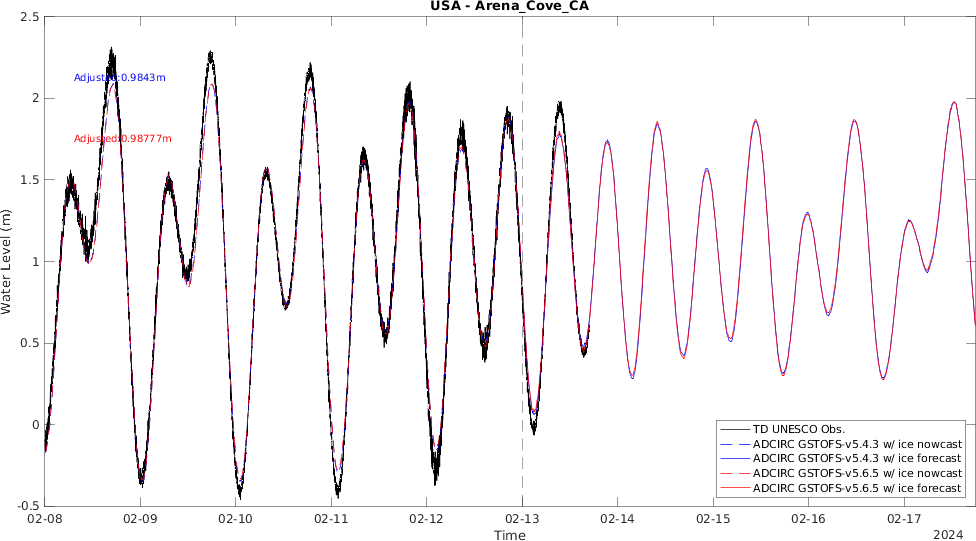 USA - Arena_Cove_CA
2.5
2
1.5
1
0.5
0
-0.5
Water Level (m)
Adjusted:0.9843m
Adjusged:0.98777m
TD UNESCO Obs.
ADCIRC GSTOFS-v5.4.3 w/ ice nowcast
ADCIRC GSTOFS-v5.4.3 w/ ice forecast
ADCIRC GSTOFS-v5.6.5 w/ ice nowcast
ADCIRC GSTOFS-v5.6.5 w/ ice forecast
02-08 02-09 02-10 02-11 02-12 02-13 02-14 02-15 02-16 02-17
Time
2024